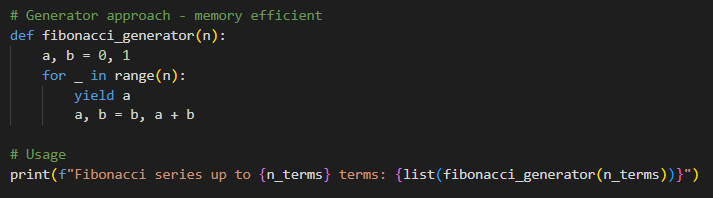 # Generator approach - memory efficient
def fibonacci_generator(n):
    a, b = 0, 1
    for _ in range(n):
        yield a
        a, b = b, a + b

# Usage
print(f"Fibonacci series up to {n_terms} terms: {list(fibonacci_generator(n_terms))}")